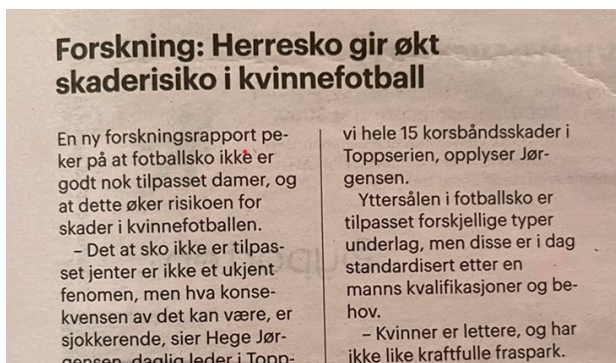 Forskning: Herresko gir økt
skaderisiko i kvinnefotball
En ny forskningsrapport pe-
ker på at fotballsko ikke er
godt nok tilpasset damer, og
at dette øker risikoen for
skader i kvinnefotballen.
– Det at sko ikke er tilpas-
set jenter er ikke et ukjent
fenomen, men hva konse-
kvensen av det kan være, er
sjokkerende, sier Hege Jør-
gensen, daglig leder i Topp-
vi hele 15 korsbåndsskader i
Toppserien, opplyser Jør-
gensen.
Yttersålen i fotballsko er
tilpasset forskjellige typer
underlag, men disse er i dag
standardisert etter en
manns kvalifikasjoner og be-
hov.
– Kvinner er lettere, og har
ikke like kraftfulle fraspark.